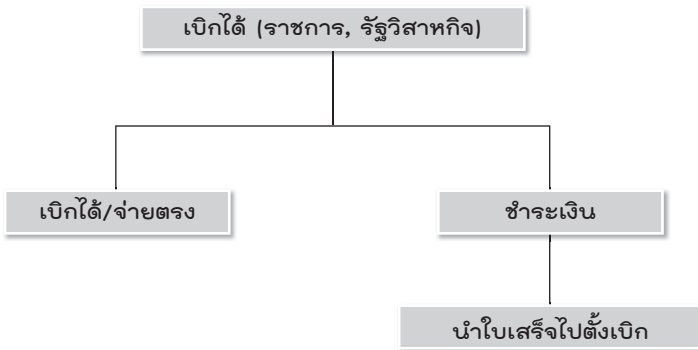 เบิกได้ (ราชการ, รัฐวิสาหกิจ)
เบิกได้/จ่ายตรง
ชำระเงิน
นำใบเสร็จไปตั้งเบิก